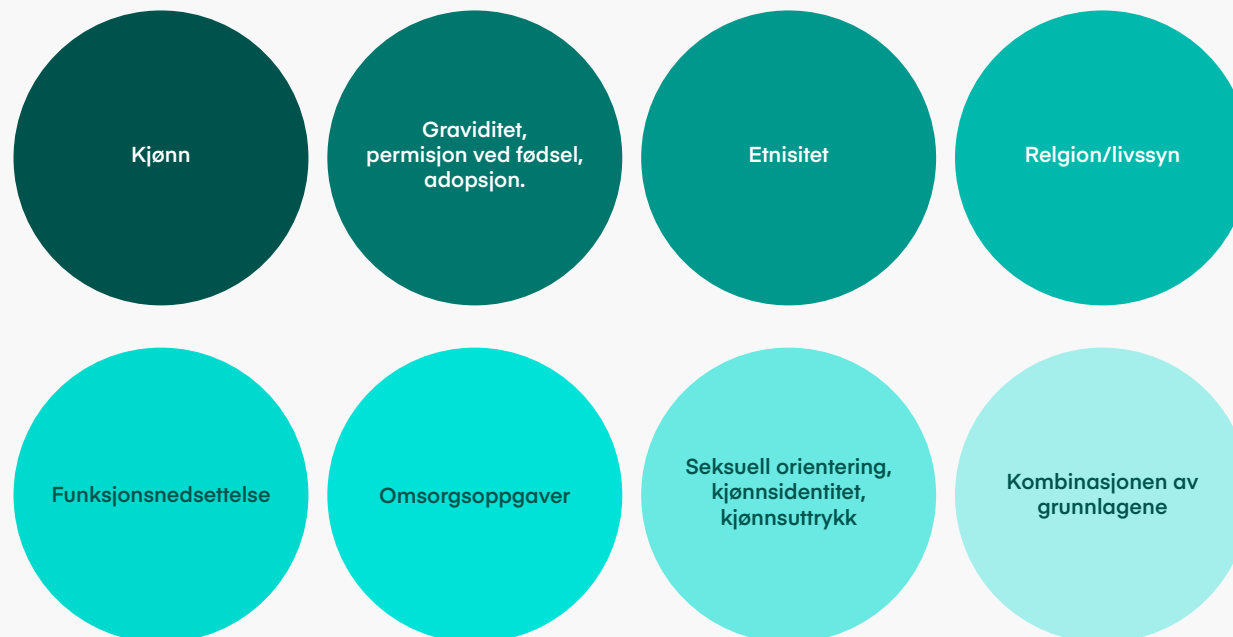 Kjønn
Graviditet,
permisjon ved fødsel,
adopsjon.
Etnisitet
Relgion/livssyn
Funksjonsnedsettelse
Omsorgsoppgaver
Seksuell orientering,
kjønnsidentitet,
kjønnsuttrykk
Kombinasjonen av
grunnlagene